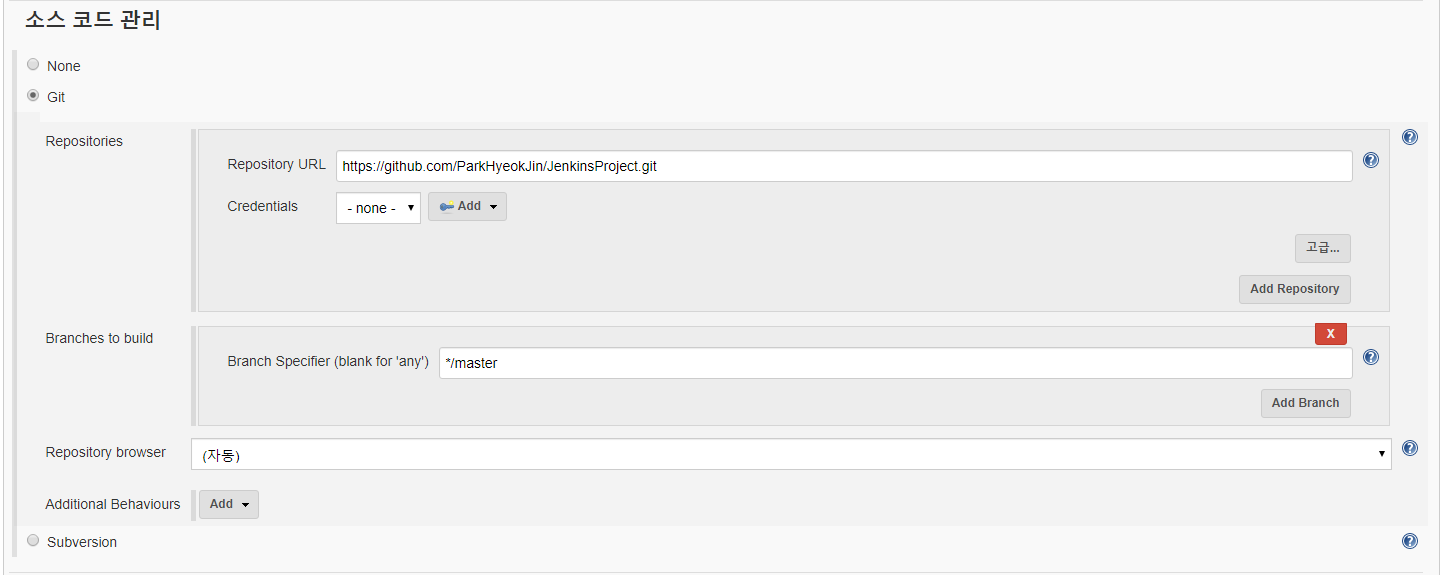 소스 코드 관리
None
Git
Repositories
Repository URL https://github.com/ParkHyeokJin/JenkinsProject.git
Credentials - none - Add
고급...
Add Repository
Branches to build
X
Branch Specifier (blank for 'any') */master
Add Branch
Repository browser (자동)
Additional Behaviours Add
Subversion